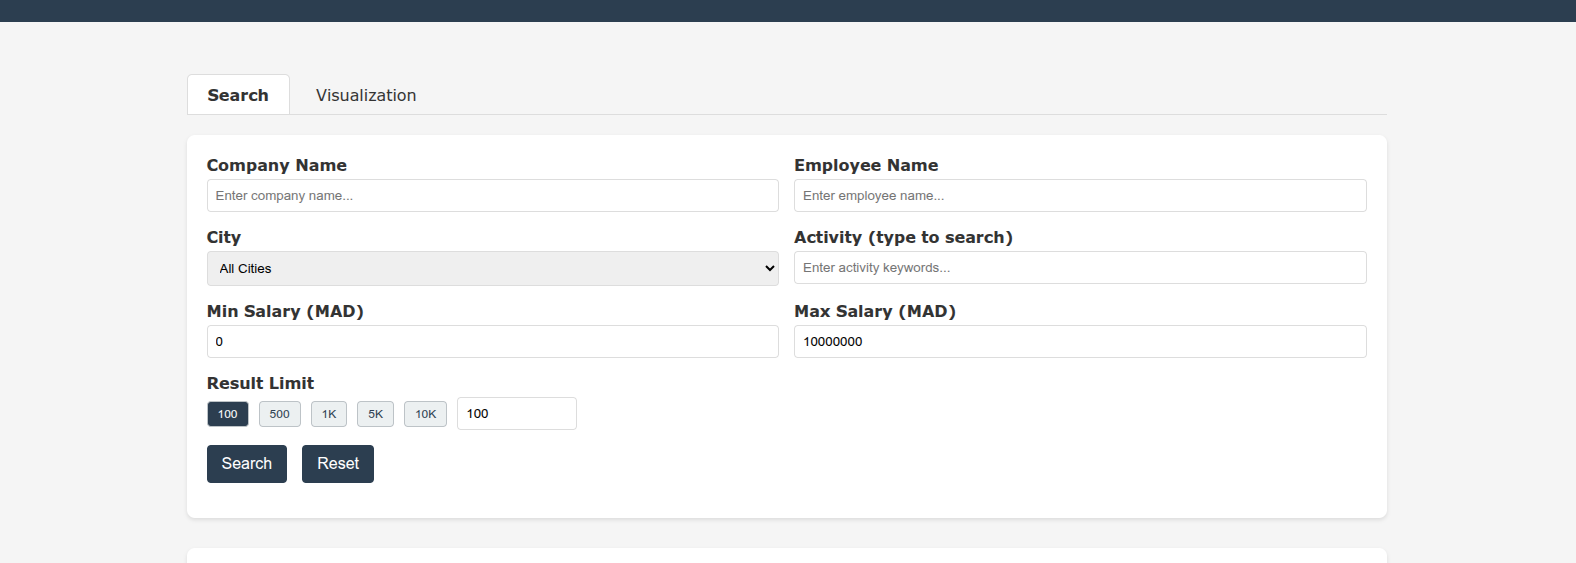 Search Visualization
Company Name Employee Name
Enter company name... Enter employee name...
City Activity (type to search)
All Cities Enter activity keywords...
Min Salary (MAD) Max Salary (MAD)
0 10000000
Result Limit
100 500 1K 5K 10K 100
Search Reset